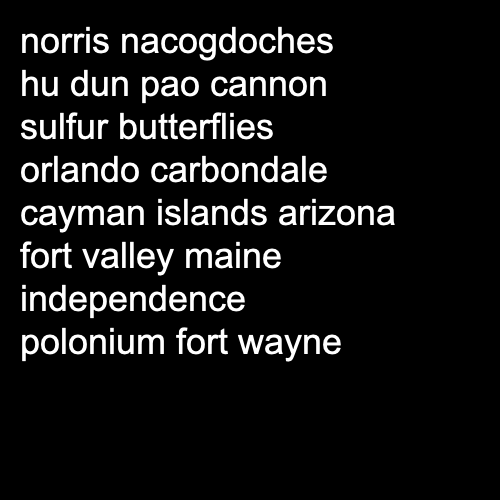 norris nacogdoches
hu dun pao cannon
sulfur butterflies
orlando carbondale
cayman islands arizona
fort valley maine
independence
polonium fort wayne